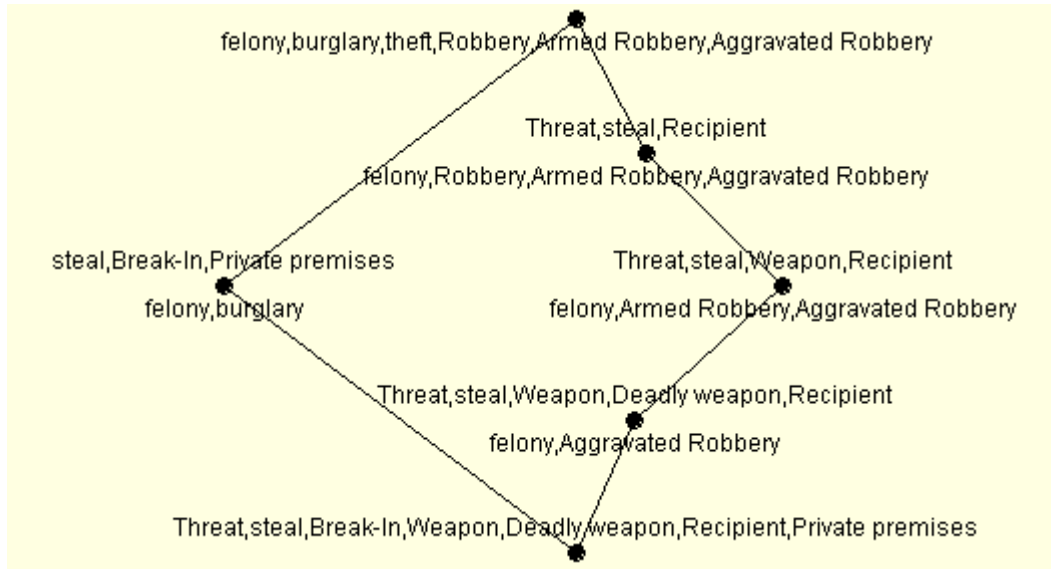 felony,burglary,theft,Robbery,Armed Robbery,Aggravated Robbery
Threat,steal,Recipient
felony,Robbery,Armed Robbery,Aggravated Robbery
steal,Break-In,Private premises
Threat,steal,Weapon,Recipient
felony,burglary
felony,Armed Robbery,Aggravated Robbery
Threat,steal,Weapon,Deadly weapon,Recipient
felony,Aggravated Robbery
Threat,steal,Break-In,Weapon,Deadly weapon,Recipient,Private premises